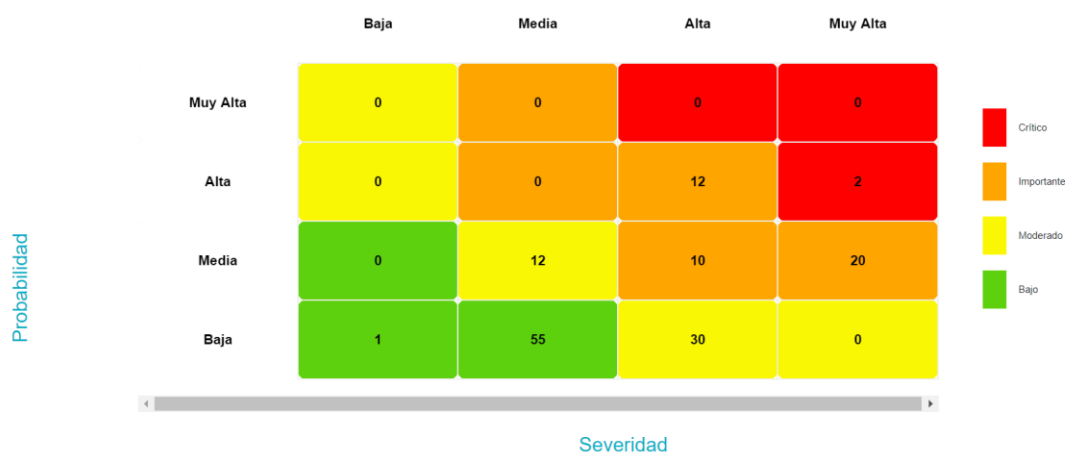 Baja Media Alta Muy Alta
Muy Alta 0 0 0 0
Crítico
Alta 0 0 12 2
Importante
Moderado
Media 0 12 10 20
Bajo
Baja 1 55 30 0
Probabilidad
Severidad